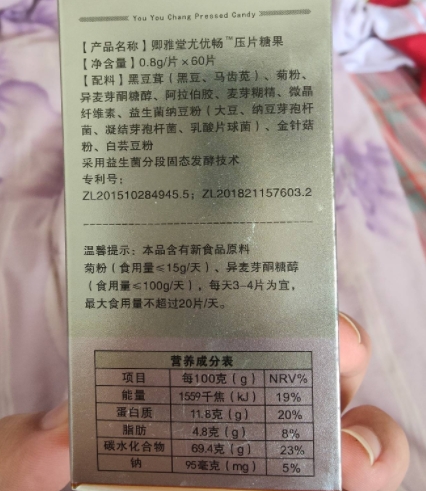 You You Chang Pressed Candy
【产品名称】卿雅堂尤优畅™压片糖果
【净含量】0.8g/片×60片
【配料】黑豆茸（黑豆、马齿苋）、菊粉、
异麦芽酮糖醇、阿拉伯胶、麦芽糊精、微晶
纤维素、益生菌纳豆粉（大豆、纳豆芽孢杆
菌、凝结芽孢杆菌、乳酸片球菌）、金针菇
粉、白芸豆粉
采用益生菌分段固态发酵技术
专利号：
ZL201510284945.5；ZL201821157603.2
温馨提示：本品含有新食品原料
菊粉（食用量≤15g/天）、异麦芽酮糖醇
（食用量≤100g/天），每天3-4片为宜，
最大食用量不超过20片/天。
营养成分表
项目 每100克（g） NRV%
能量 1559千焦（kJ） 19%
蛋白质 11.8克（g） 20%
脂肪 4.8克（g） 8%
碳水化合物 69.4克（g） 23%
钠 95毫克（mg） 5%